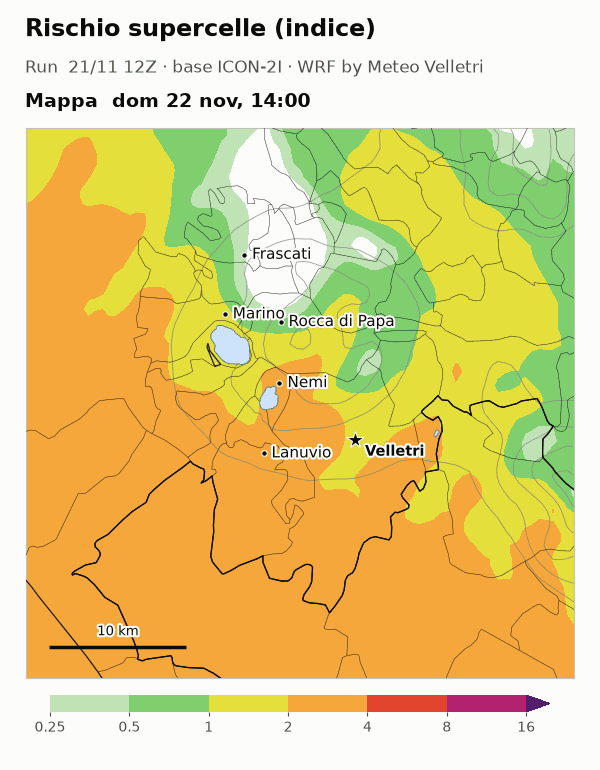 Rischio supercelle (indice)
Run 21/11 12Z · base ICON-2I · WRF by Meteo Velletri
Mappa dom 22 nov, 14:00
Frascati
Marino
Rocca di Papa
Nemi
Velletri
Lanuvio
10 km
0.25 0.5 1 2 4 8 16